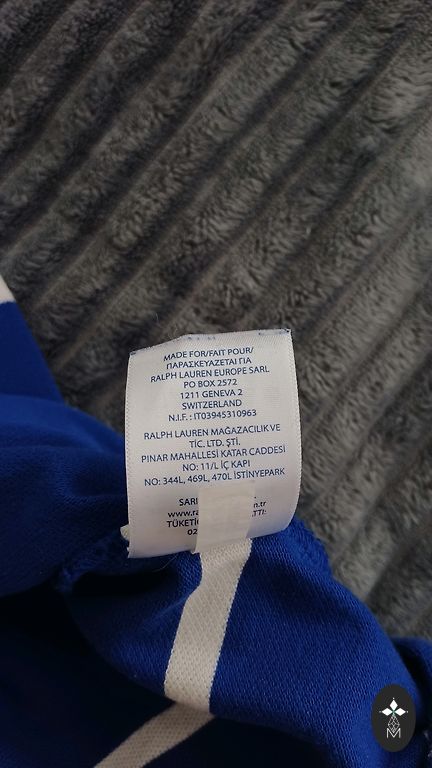 MADE FOR/FAIT POUR/
ΠΑΡΑΣΚΕΥΑΖΕΤΑΙ ΓΙΑ
RALPH LAUREN EUROPE SARL
PO BOX 2572
1211 GENEVA 2
SWITZERLAND
N.I.F. : IT03945310963
RALPH LAUREN MAĞAZACILIK VE
TİC. LTD. ŞTİ.
PINAR MAHALLESİ KATAR CADDESİ
NO: 11/L İÇ KAPI
NO: 344L, 469L, 470L İSTİNYEPARK
M